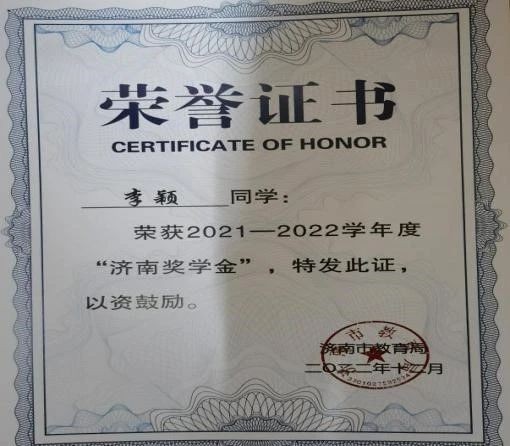 荣誉证书
CERTIFICATE OF HONOR
李颖 同学：
荣获2021—2022学年度
“济南奖学金”，特发此证，
以资鼓励。
济南市教育局
二〇二二年十二月